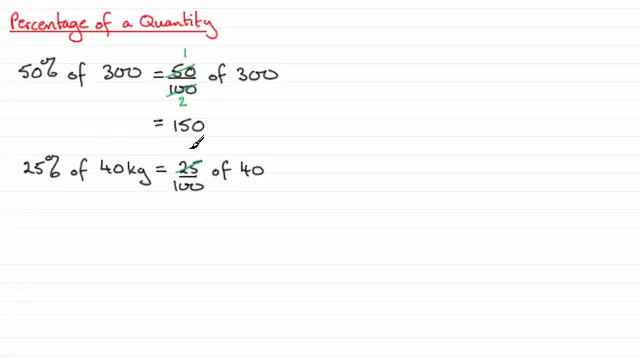 Percentage of a Quantity
50% of 300 = 50/100 of 300
1
2
= 150
25% of 40kg = 25/100 of 40